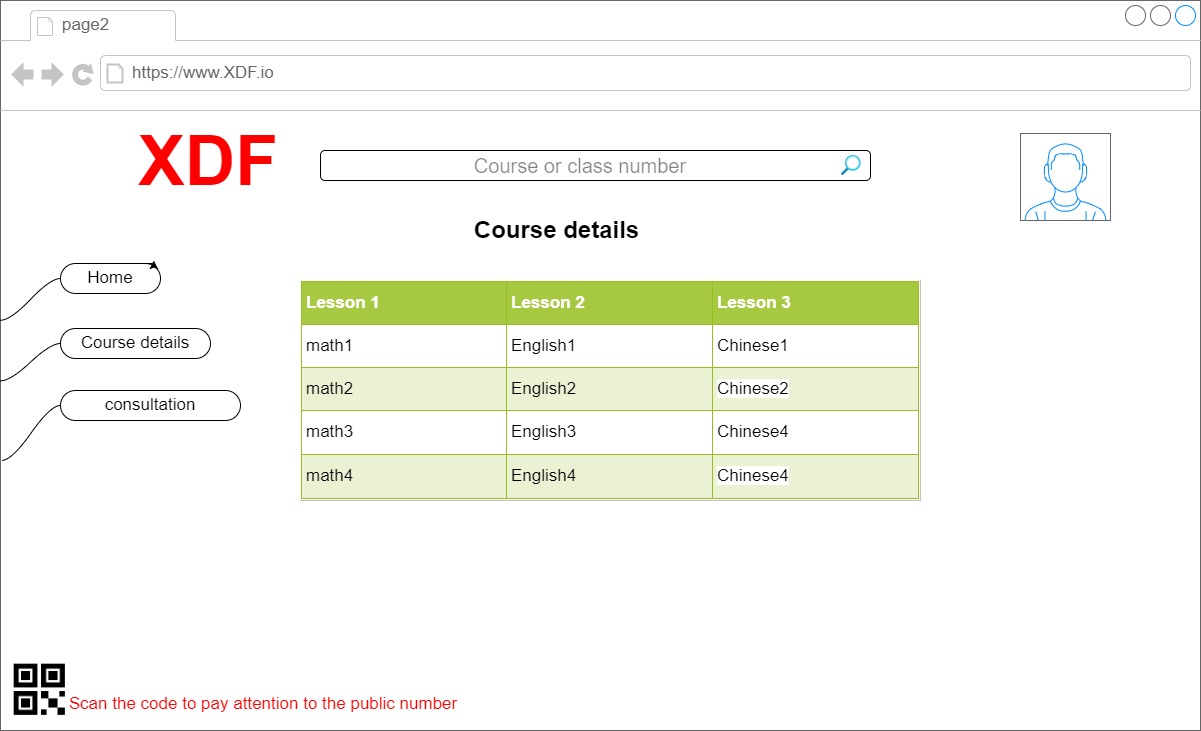 page2
https://www.XDF.io
XDF
Course or class number
Course details
Home
Course details
consultation
Lesson 1 Lesson 2 Lesson 3
math1 English1 Chinese1
math2 English2 Chinese2
math3 English3 Chinese4
math4 English4 Chinese4
Scan the code to pay attention to the public number